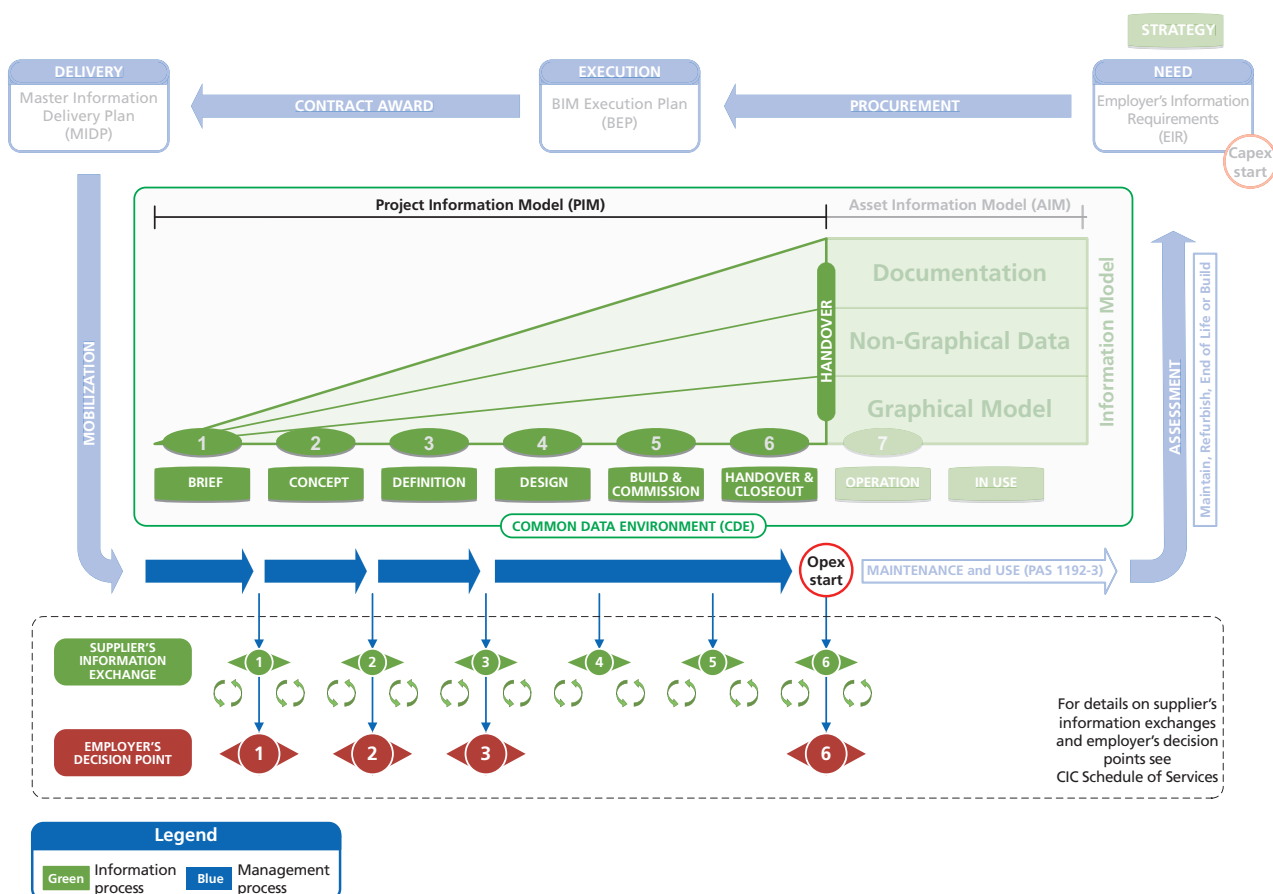 STRATEGY
DELIVERY
Master Information
Delivery Plan
(MIDP)
CONTRACT AWARD
EXECUTION
BIM Execution Plan
(BEP)
PROCUREMENT
NEED
Employer's Information
Requirements
(EIR)
Capex
start
Project Information Model (PIM)
Asset Information Model (AIM)
MOBILIZATION
HANDOVER
Documentation
Non-Graphical Data
Graphical Model
Information Model
ASSESSMENT
Maintain, Refurbish, End of Life or Build
1
2
3
4
5
6
7
BRIEF
CONCEPT
DEFINITION
DESIGN
BUILD &
COMMISSION
HANDOVER &
CLOSEOUT
OPERATION
IN USE
COMMON DATA ENVIRONMENT (CDE)
Opex
start
MAINTENANCE and USE (PAS 1192-3)
SUPPLIER'S
INFORMATION
EXCHANGE
1
2
3
4
5
6
EMPLOYER'S
DECISION POINT
1
2
3
6
For details on supplier's
information exchanges
and employer's decision
points see
CIC Schedule of Services
Legend
Green
Information
process
Blue
Management
process